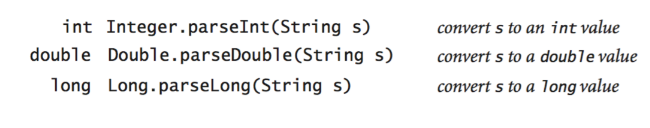 int Integer.parseInt(String s) convert s to an int value
double Double.parseDouble(String s) convert s to a double value
long Long.parseLong(String s) convert s to a long value